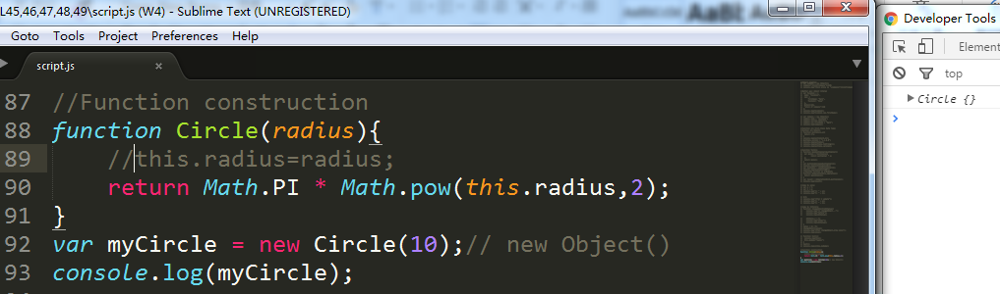 L45,46,47,48,49\script.js (W4) - Sublime Text (UNREGISTERED)
Goto Tools Project Preferences Help
script.js ×
87 //Function construction
88 function Circle(radius){
89 //this.radius=radius;
90 return Math.PI * Math.pow(this.radius,2);
91 }
92 var myCircle = new Circle(10);// new Object()
93 console.log(myCircle);
Developer Tools
Element
top
Circle {}